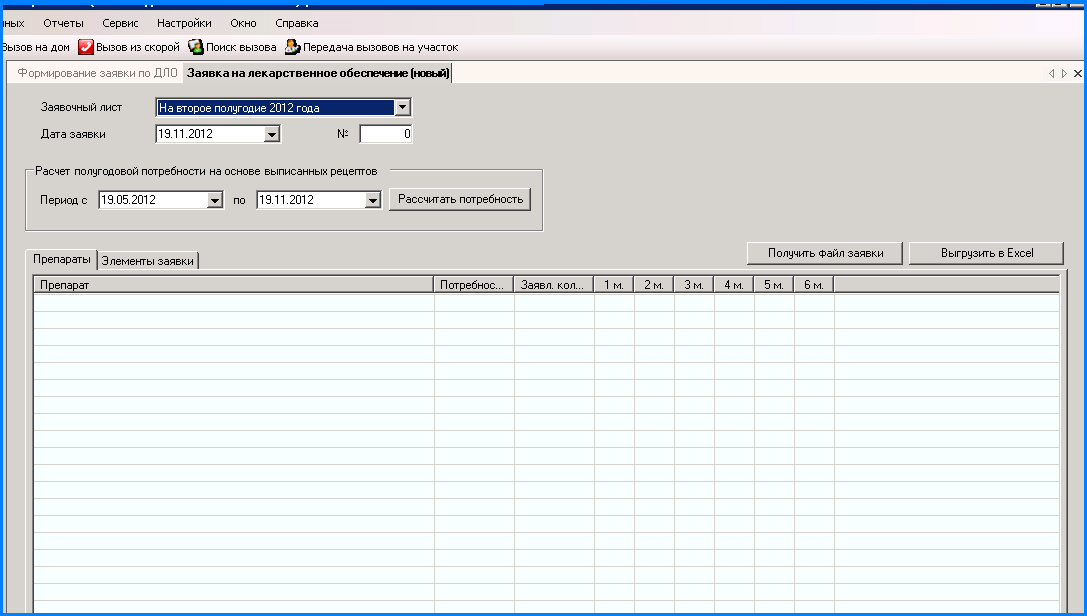 Отчеты Сервис Настройки Окно Справка
Вызов на дом Вызов из скорой Поиск вызова Передача вызовов на участок
Формирование заявки по ДЛО Заявка на лекарственное обеспечение (новый)
Заявочный лист На второе полугодие 2012 года
Дата заявки 19.11.2012 № 0
Расчет полугодовой потребности на основе выписанных рецептов
Период с 19.05.2012 по 19.11.2012 Рассчитать потребность
Получить файл заявки Выгрузить в Excel
Препараты Элементы заявки
Препарат Потребнос... Заявл. кол... 1 м. 2 м. 3 м. 4 м. 5 м. 6 м.